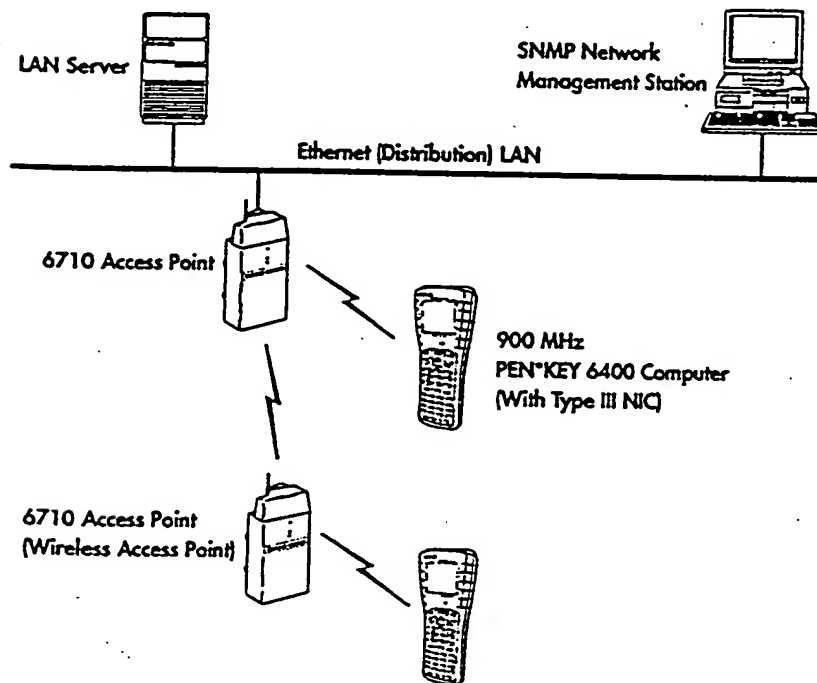 LAN Server
SNMP Network
Management Station
Ethernet (Distribution) LAN
6710 Access Point
900 MHz
PEN*KEY 6400 Computer
(With Type III NIC)
6710 Access Point
(Wireless Access Point)